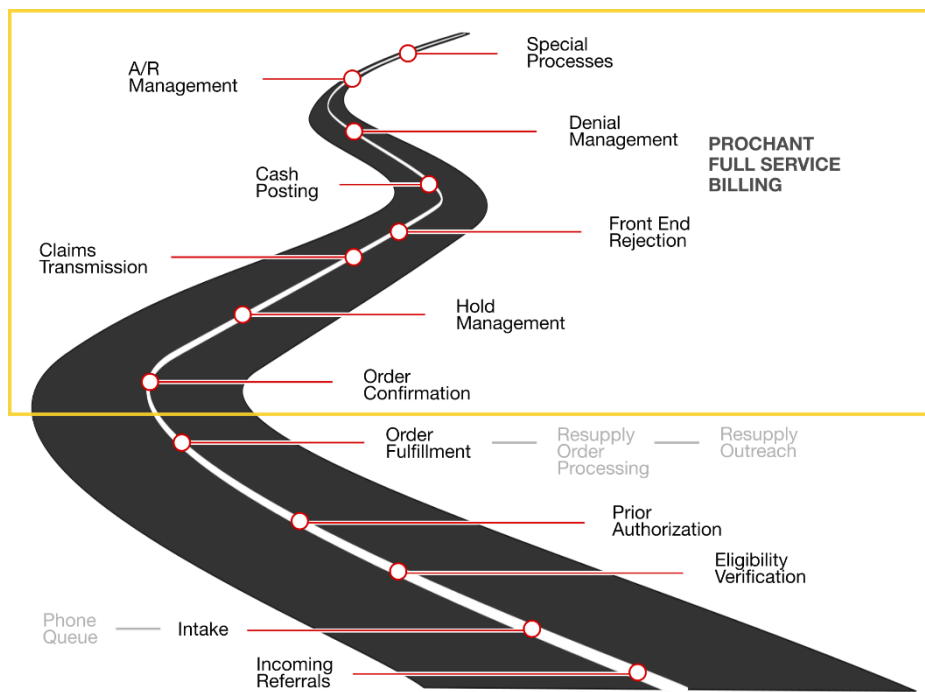 Special
Processes
A/R
Management
Denial
Management
PROCHANT
FULL SERVICE
BILLING
Cash
Posting
Front End
Rejection
Claims
Transmission
Hold
Management
Order
Confirmation
Order
Fulfillment
Resupply
Order
Processing
Resupply
Outreach
Prior
Authorization
Eligibility
Verification
Phone
Queue
Intake
Incoming
Referrals